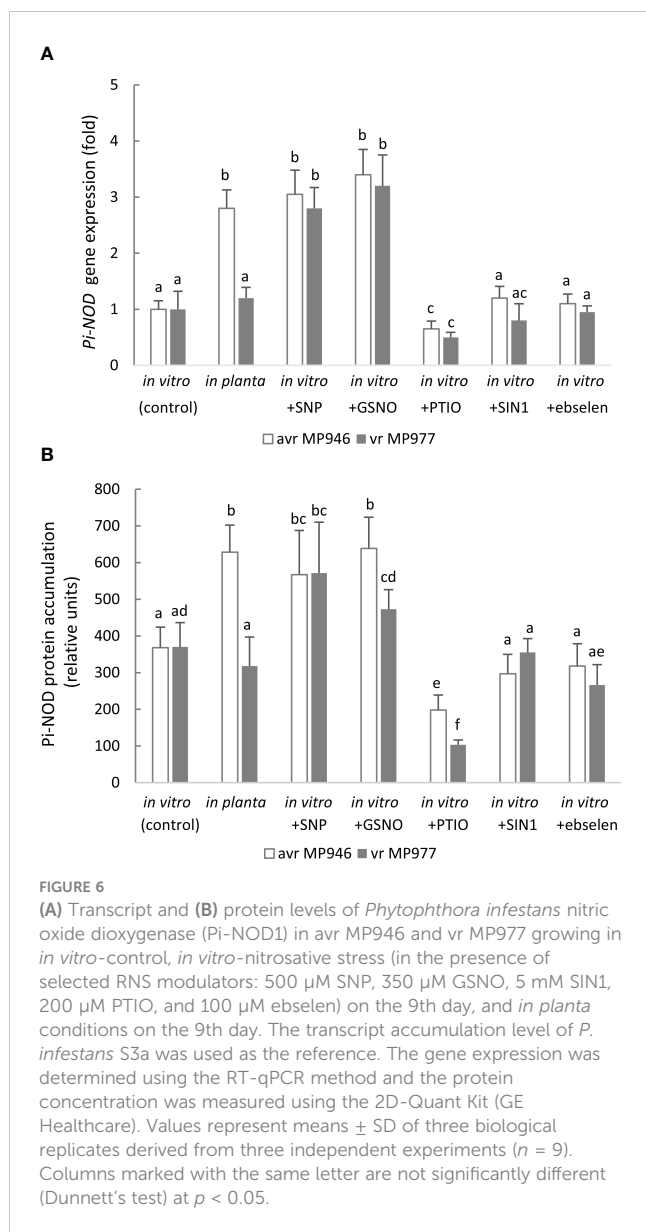 A
Pi-NOD gene expression (fold)
5
4
3
2
1
0
a a b a b b b b c c a ac a a
in vitro in planta in vitro in vitro in vitro in vitro in vitro
(control) +SNP +GSNO +PTIO +SIN1 +ebselen
avr MP946 vr MP977
B
Pi-NOD protein accumulation
(relative units)
800
700
600
500
400
300
200
100
0
a ad b a bc bc b cd e f a a a ae
in vitro in planta in vitro in vitro in vitro in vitro in vitro
(control) +SNP +GSNO +PTIO +SIN1 +ebselen
avr MP946 vr MP977
FIGURE 6
(A) Transcript and (B) protein levels of Phytophthora infestans nitric
oxide dioxygenase (Pi-NOD1) in avr MP946 and vr MP977 growing in
in vitro-control, in vitro-nitrosative stress (in the presence of
selected RNS modulators: 500 µM SNP, 350 µM GSNO, 5 mM SIN1,
200 µM PTIO, and 100 µM ebselen) on the 9th day, and in planta
conditions on the 9th day. The transcript accumulation level of P.
infestans S3a was used as the reference. The gene expression was
determined using the RT-qPCR method and the protein
concentration was measured using the 2D-Quant Kit (GE
Healthcare). Values represent means ± SD of three biological
replicates derived from three independent experiments (n = 9).
Columns marked with the same letter are not significantly different
(Dunnett's test) at p < 0.05.